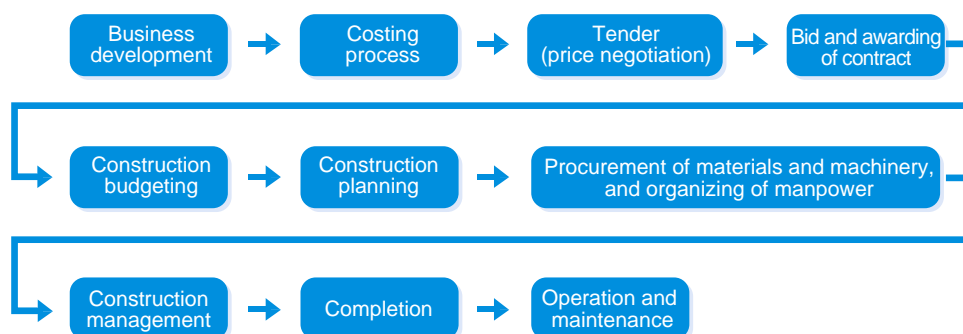 Business
development
Costing
process
Tender
(price negotiation)
Bid and awarding
of contract
Construction
budgeting
Construction
planning
Procurement of materials and machinery,
and organizing of manpower
Construction
management
Completion
Operation and
maintenance